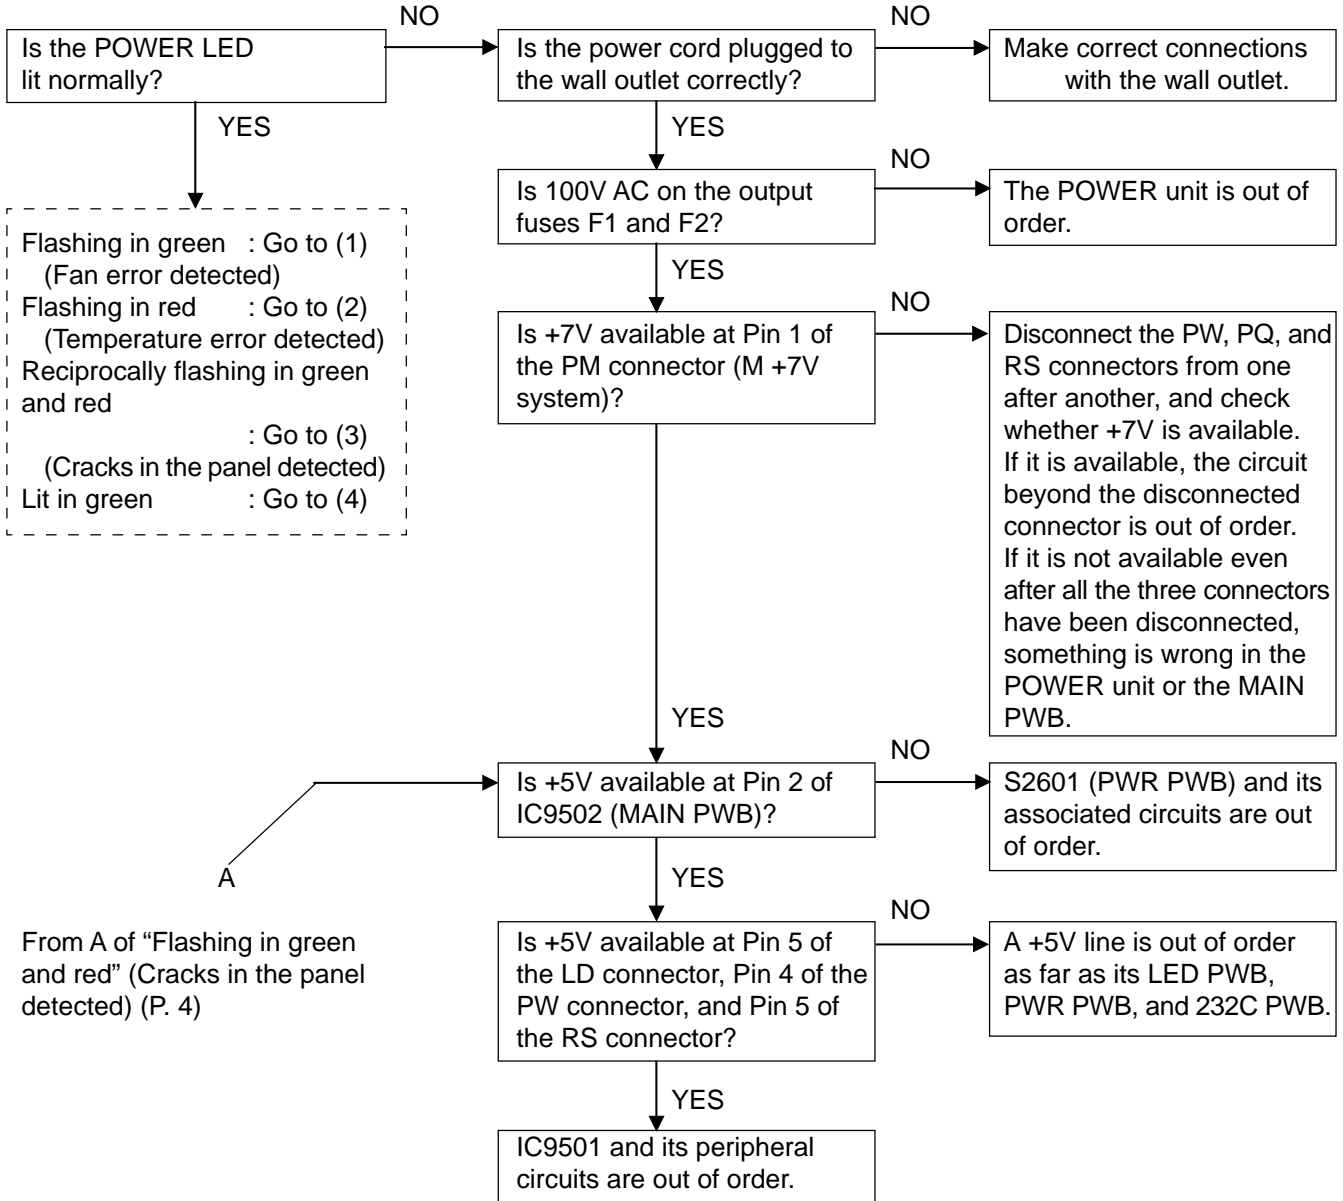 NO
NO
Is the POWER LED
lit normally?
Is the power cord plugged to
the wall outlet correctly?
Make correct connections
with the wall outlet.
YES
YES
NO
Is 100V AC on the output
fuses F1 and F2?
The POWER unit is out of
order.
YES
NO
Flashing in green : Go to (1)
(Fan error detected)
Flashing in red : Go to (2)
(Temperature error detected)
Reciprocally flashing in green
and red
: Go to (3)
(Cracks in the panel detected)
Lit in green : Go to (4)
Is +7V available at Pin 1 of
the PM connector (M +7V
system)?
Disconnect the PW, PQ, and
RS connectors from one
after another, and check
whether +7V is available.
If it is available, the circuit
beyond the disconnected
connector is out of order.
If it is not available even
after all the three connectors
have been disconnected,
something is wrong in the
POWER unit or the MAIN
PWB.
YES
NO
Is +5V available at Pin 2 of
IC9502 (MAIN PWB)?
S2601 (PWR PWB) and its
associated circuits are out
of order.
A
YES
NO
From A of “Flashing in green
and red” (Cracks in the panel
detected) (P. 4)
Is +5V available at Pin 5 of
the LD connector, Pin 4 of the
PW connector, and Pin 5 of
the RS connector?
A +5V line is out of order
as far as its LED PWB,
PWR PWB, and 232C PWB.
YES
IC9501 and its peripheral
circuits are out of order.